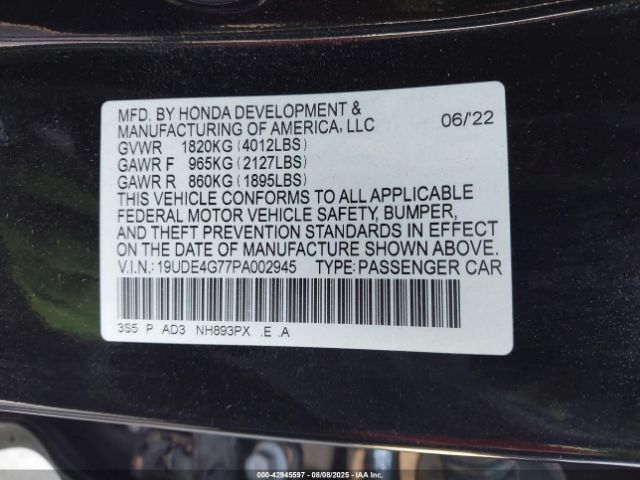 MFD. BY HONDA DEVELOPMENT &
MANUFACTURING OF AMERICA, LLC 06/'22
GVWR 1820KG (4012LBS)
GAWR F 965KG (2127LBS)
GAWR R 860KG (1895LBS)
THIS VEHICLE CONFORMS TO ALL APPLICABLE
FEDERAL MOTOR VEHICLE SAFETY, BUMPER,
AND THEFT PREVENTION STANDARDS IN EFFECT
ON THE DATE OF MANUFACTURE SHOWN ABOVE.
V.I.N.: 19UDE4G77PA002945 TYPE: PASSENGER CAR
3S5 P AD3 NH893PX .E .A
000-42945597 - 08/08/2025 - IAA Inc.